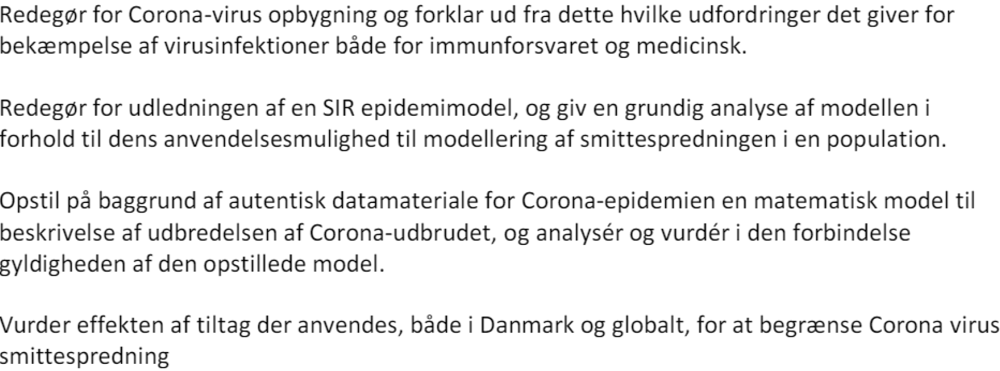 Redegør for Corona-virus opbygning og forklar ud fra dette hvilke udfordringer det giver for
bekæmpelse af virusinfektioner både for immunforsvaret og medicinsk.
Redegør for udledningen af en SIR epidemimodel, og giv en grundig analyse af modellen i
forhold til dens anvendelsesmulighed til modellering af smittespredningen i en population.
Opstil på baggrund af autentisk datamateriale for Corona-epidemien en matematisk model til
beskrivelse af udbredelsen af Corona-udbrudet, og analysér og vurdér i den forbindelse
gyldigheden af den opstillede model.
Vurder effekten af tiltag der anvendes, både i Danmark og globalt, for at begrænse Corona virus
smittespredning